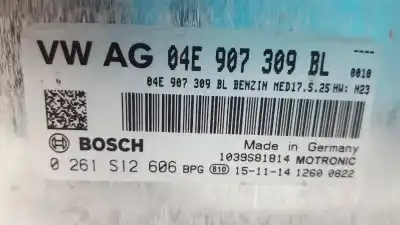 VW AG 04E 907 309 BL 0010
04E 907 309 BL BENZIN MED17.5.25 HW: H23
BOSCH
Made in Germany
1039S81814 MOTRONIC
0 261 S12 606 BPG 810 15-11-14 1260 0822